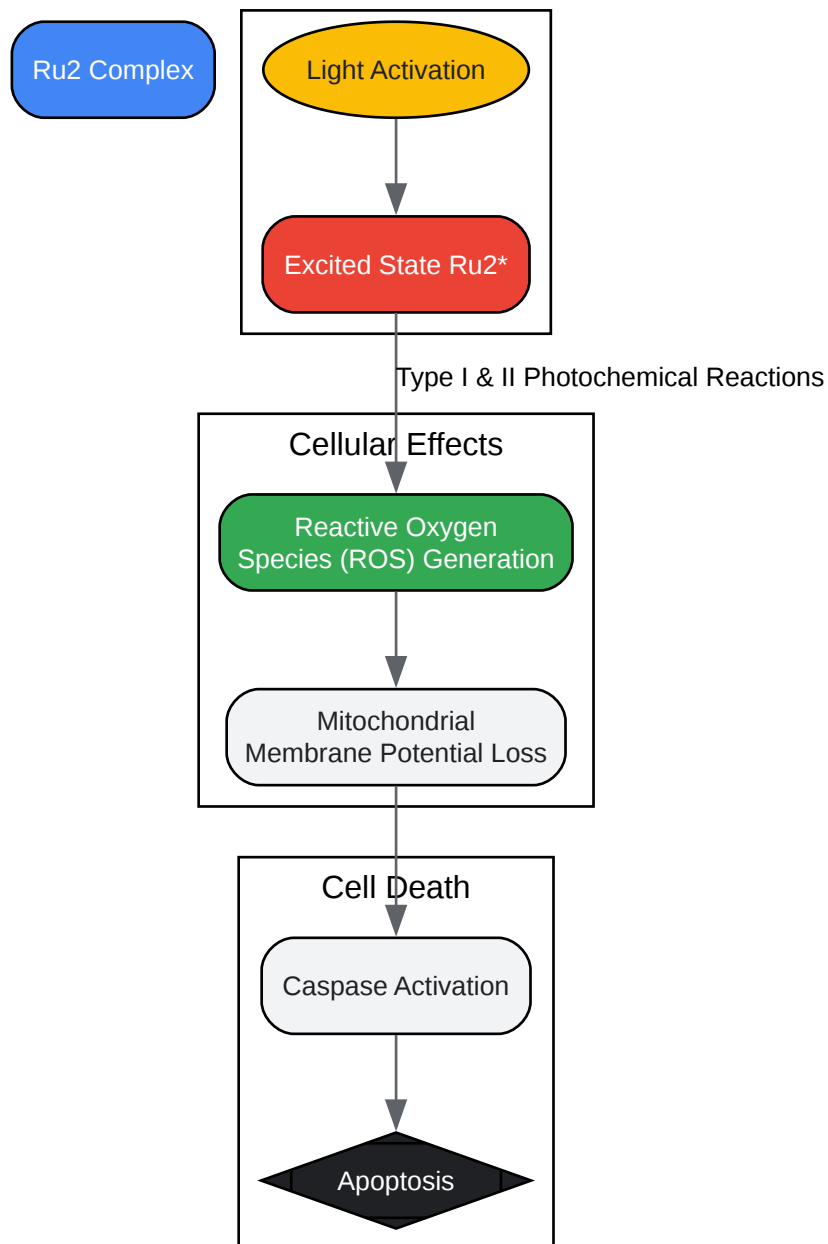 Ru2 Complex
Light Activation
Excited State Ru2*
Type I & II Photochemical Reactions
Cellular Effects
Reactive Oxygen
Species (ROS) Generation
Mitochondrial
Membrane Potential Loss
Cell Death
Caspase Activation
Apoptosis